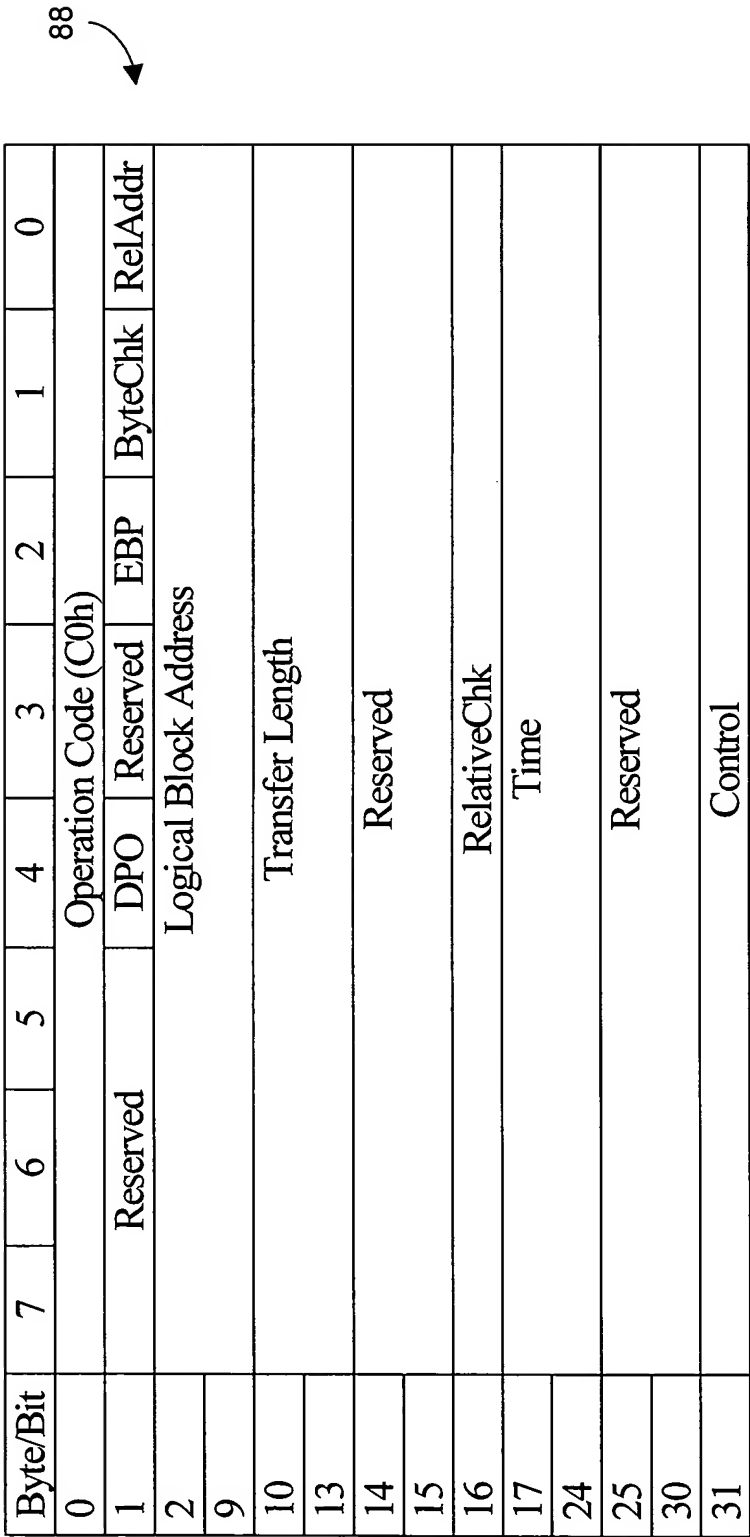 88
Byte/Bit 7 6 5 4 3 2 1 0
0 Operation Code (C0h)
1 Reserved DPO Reserved EBP ByteChk RelAddr
2 Logical Block Address
9
10 Transfer Length
13
14 Reserved
15
16 RelativeChk
17 Time
24
25 Reserved
30
31 Control